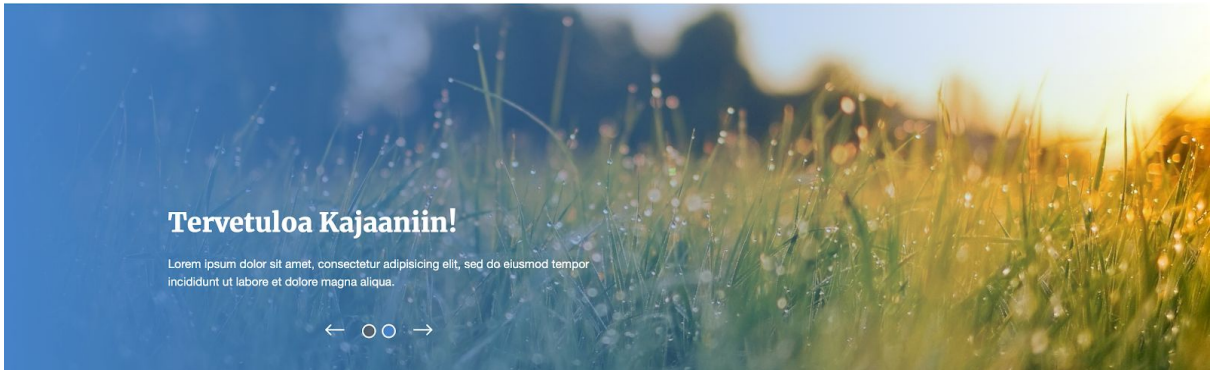 Tervetuloa Kajaaniin!
Lorem ipsum dolor sit amet, consectetur adipisicing elit, sed do eiusmod tempor
incididunt ut labore et dolore magna aliqua.